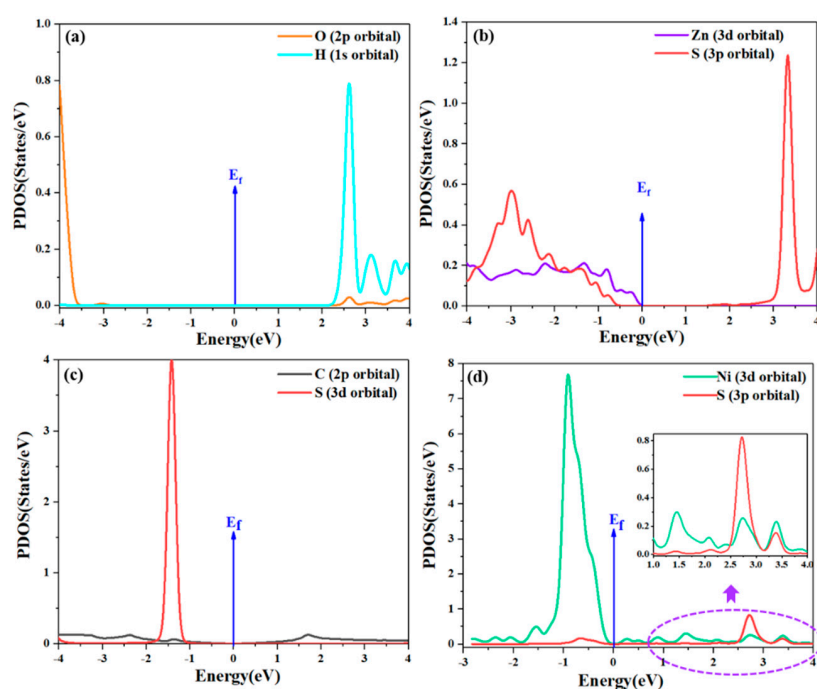 (a)
O (2p orbital)
H (1s orbital)
PDOS(States/eV)
0.0
0.2
0.4
0.6
0.8
1.0
Ef
-4 -3 -2 -1 0 1 2 3 4
Energy(eV)
(b)
Zn (3d orbital)
S (3p orbital)
PDOS(States/eV)
0.0
0.2
0.4
0.6
0.8
1.0
1.2
1.4
Ef
-4 -3 -2 -1 0 1 2 3 4
Energy(eV)
(c)
C (2p orbital)
S (3d orbital)
PDOS(States/eV)
0
1
2
3
4
Ef
-4 -3 -2 -1 0 1 2 3 4
Energy(eV)
(d)
Ni (3d orbital)
S (3p orbital)
PDOS(States/eV)
0
1
2
3
4
5
6
7
8
Ef
0.0
0.2
0.4
0.6
0.8
1.0 1.5 2.0 2.5 3.0 3.5 4.0
-3 -2 -1 0 1 2 3 4
Energy(eV)